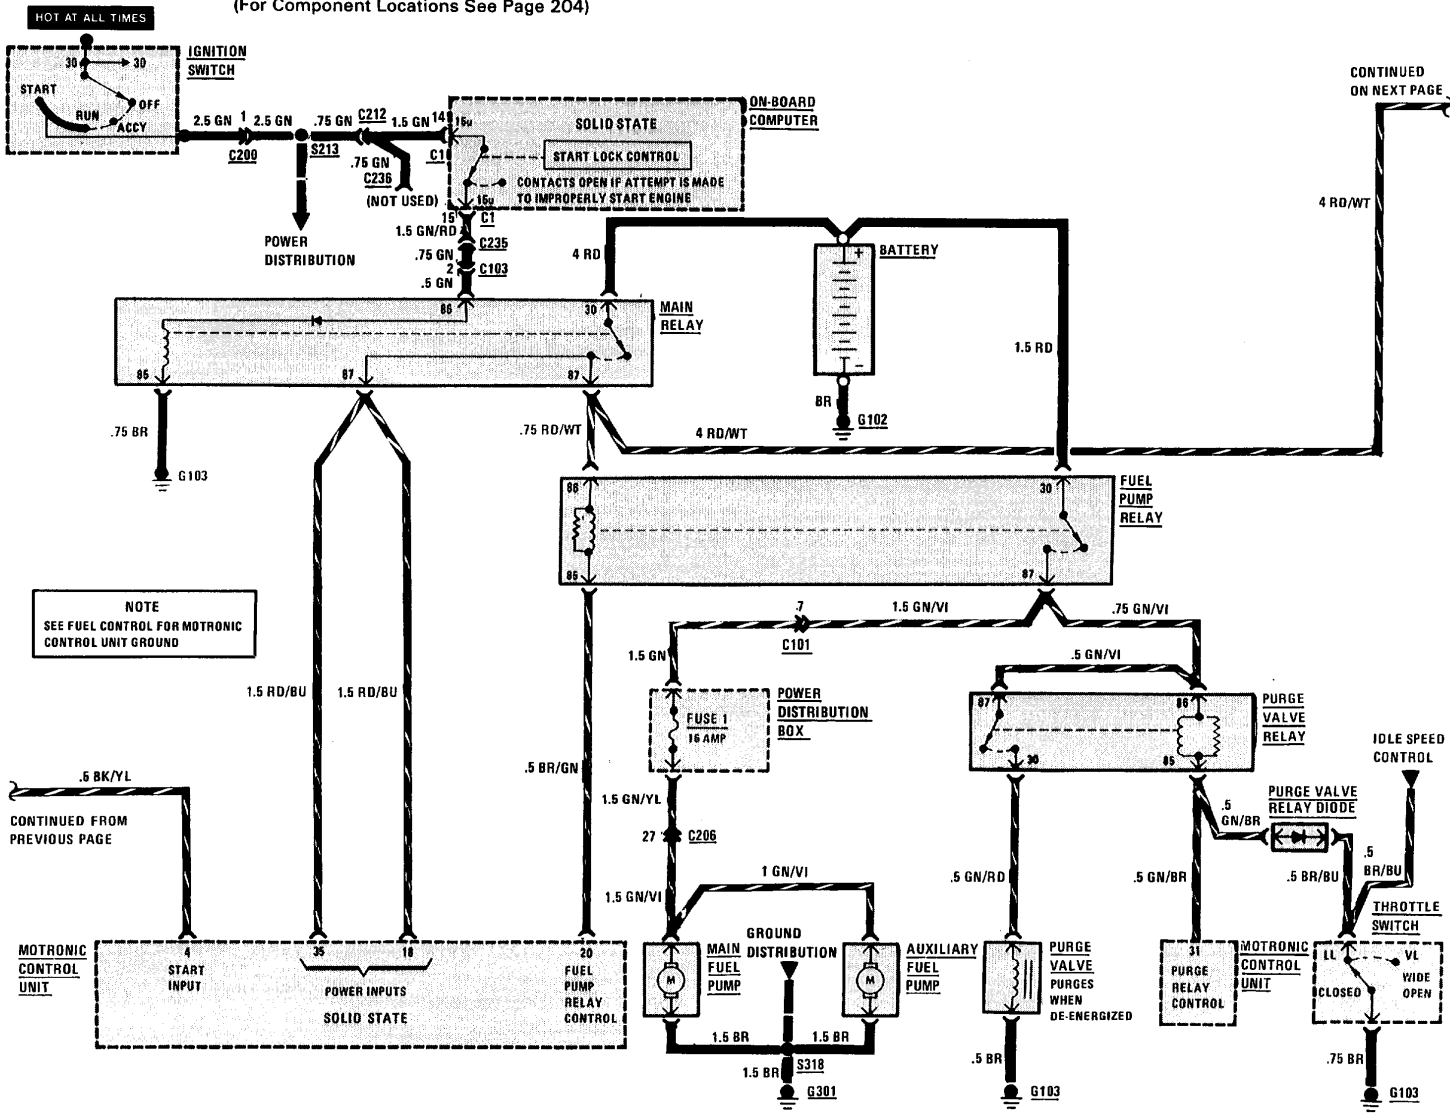 (For Component Locations See Page 204)
HOT AT ALL TIMES
IGNITION
SWITCH
30
30
START
OFF
RUN
ACCY
2.5 GN
1
2.5 GN
C200
S213
.75 GN
C212
1.5 GN
14
C1
.75 GN
C236
(NOT USED)
POWER
DISTRIBUTION
ON-BOARD
COMPUTER
SOLID STATE
START LOCK CONTROL
CONTACTS OPEN IF ATTEMPT IS MADE
TO IMPROPERLY START ENGINE
15u
15u
15
C1
1.5 GN/RD
C235
.75 GN
2
C103
.5 GN
CONTINUED
ON NEXT PAGE
4 RD/WT
4 RD
BATTERY
+
–
BR
G102
1.5 RD
MAIN
RELAY
86
30
85
87
87
.75 BR
G103
.75 RD/WT
4 RD/WT
FUEL
PUMP
RELAY
86
30
85
87
NOTE
SEE FUEL CONTROL FOR MOTRONIC
CONTROL UNIT GROUND
1.5 RD/BU
1.5 RD/BU
.7
C101
1.5 GN/VI
.75 GN/VI
1.5 GN
.5 GN/VI
POWER
DISTRIBUTION
BOX
FUSE 1
16 AMP
87
86
30
85
PURGE
VALVE
RELAY
IDLE SPEED
CONTROL
.5 BK/YL
CONTINUED FROM
PREVIOUS PAGE
.5 BR/GN
1.5 GN/YL
27
C206
1.5 GN/VI
1 GN/VI
.5 GN/RD
.5 GN/BR
.5
GN/BR
PURGE VALVE
RELAY DIODE
.5 BR/BU
.5
BR/BU
MOTRONIC
CONTROL
UNIT
4
START
INPUT
35
18
POWER INPUTS
SOLID STATE
20
FUEL
PUMP
RELAY
CONTROL
M
MAIN
FUEL
PUMP
GROUND
DISTRIBUTION
M
AUXILIARY
FUEL
PUMP
1.5 BR
1.5 BR
S318
1.5 BR
G301
PURGE
VALVE
PURGES
WHEN
DE-ENERGIZED
.5 BR
G103
31
PURGE
RELAY
CONTROL
MOTRONIC
CONTROL
UNIT
THROTTLE
SWITCH
LL
VL
WIDE
OPEN
CLOSED
.75 BR
G103